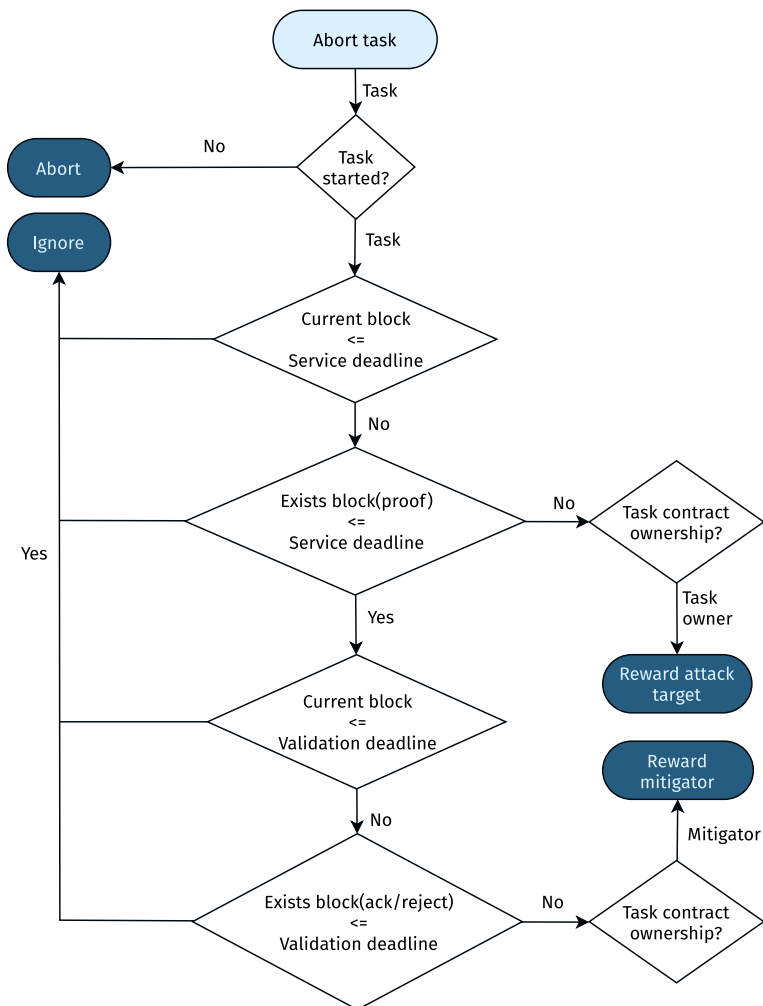 Abort task
Task
No
Abort
Task
started?
Ignore
Task
Current block
<=
Service deadline
No
Exists block(proof)
<=
Service deadline
No
Task contract
ownership?
Yes
Yes
Task
owner
Reward attack
target
Current block
<=
Validation deadline
Reward
mitigator
No
Mitigator
Exists block(ack/reject)
<=
Validation deadline
No
Task contract
ownership?